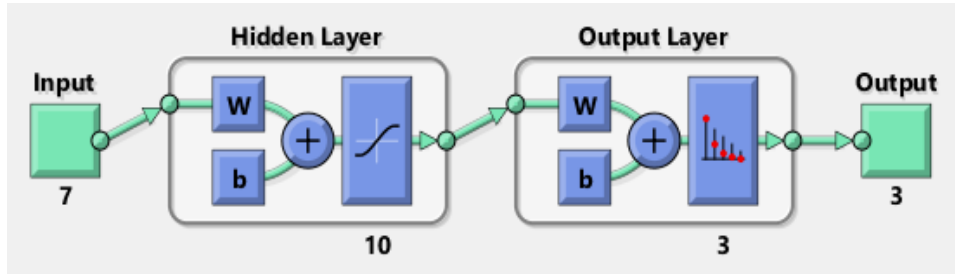 Hidden Layer
Output Layer
Input
Output
W
W
+
+
b
b
7
3
10
3